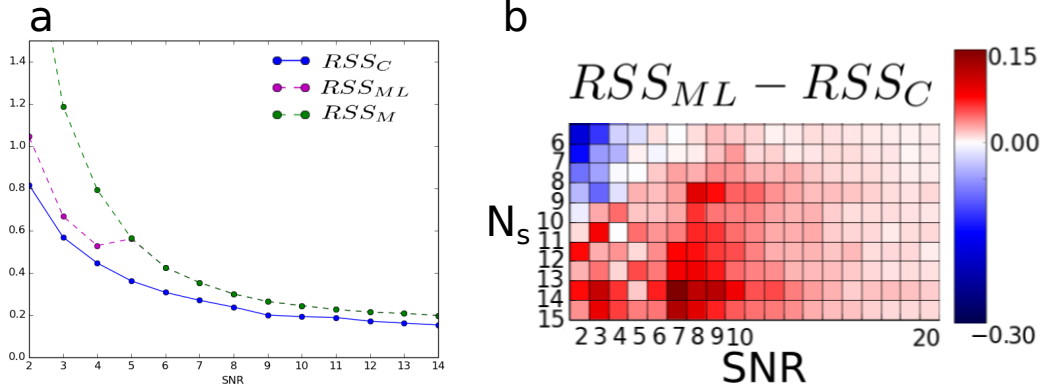 a
b
1.4
1.2
1.0
0.8
0.6
0.4
0.2
0.0
RSS_C
RSS_ML
RSS_M
2 3 4 5 6 7 8 9 10 11 12 13 14
SNR
RSS_ML − RSS_C
N_s
6
7
8
9
10
11
12
13
14
15
2 3 4 5 6 7 8 9 10 20
SNR
0.15
0.00
−0.30